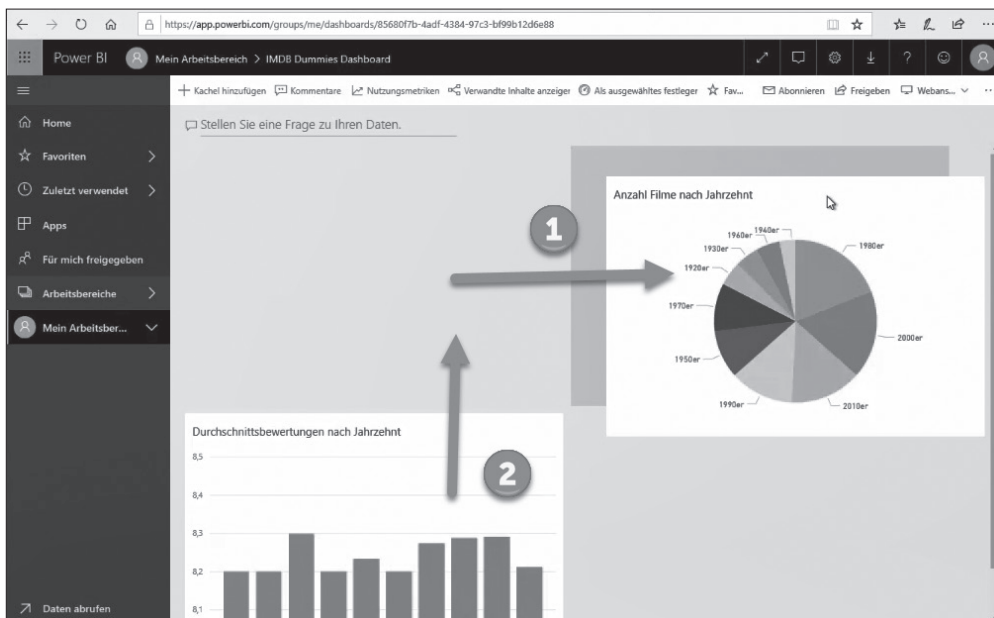 https://app.powerbi.com/groups/me/dashboards/85680f7b-4adf-4384-97c3-bf99b12d6e88
Power BI
Mein Arbeitsbereich > IMDB Dummies Dashboard
Kachel hinzufügen Kommentare Nutzungsmetriken Verwandte Inhalte anzeigen Als ausgewähltes festlegen Fav... Abonnieren Freigeben Webans...
Home
Favoriten
Zuletzt verwendet
Apps
Für mich freigegeben
Arbeitsbereiche
Mein Arbeitsber...
Daten abrufen
Stellen Sie eine Frage zu Ihren Daten.
1
Anzahl Filme nach Jahrzehnt
1940er
1960er
1980er
1930er
1920er
1970er
2000er
1950er
1990er
2010er
2
Durchschnittsbewertungen nach Jahrzehnt
8,5
8,4
8,3
8,2
8,1